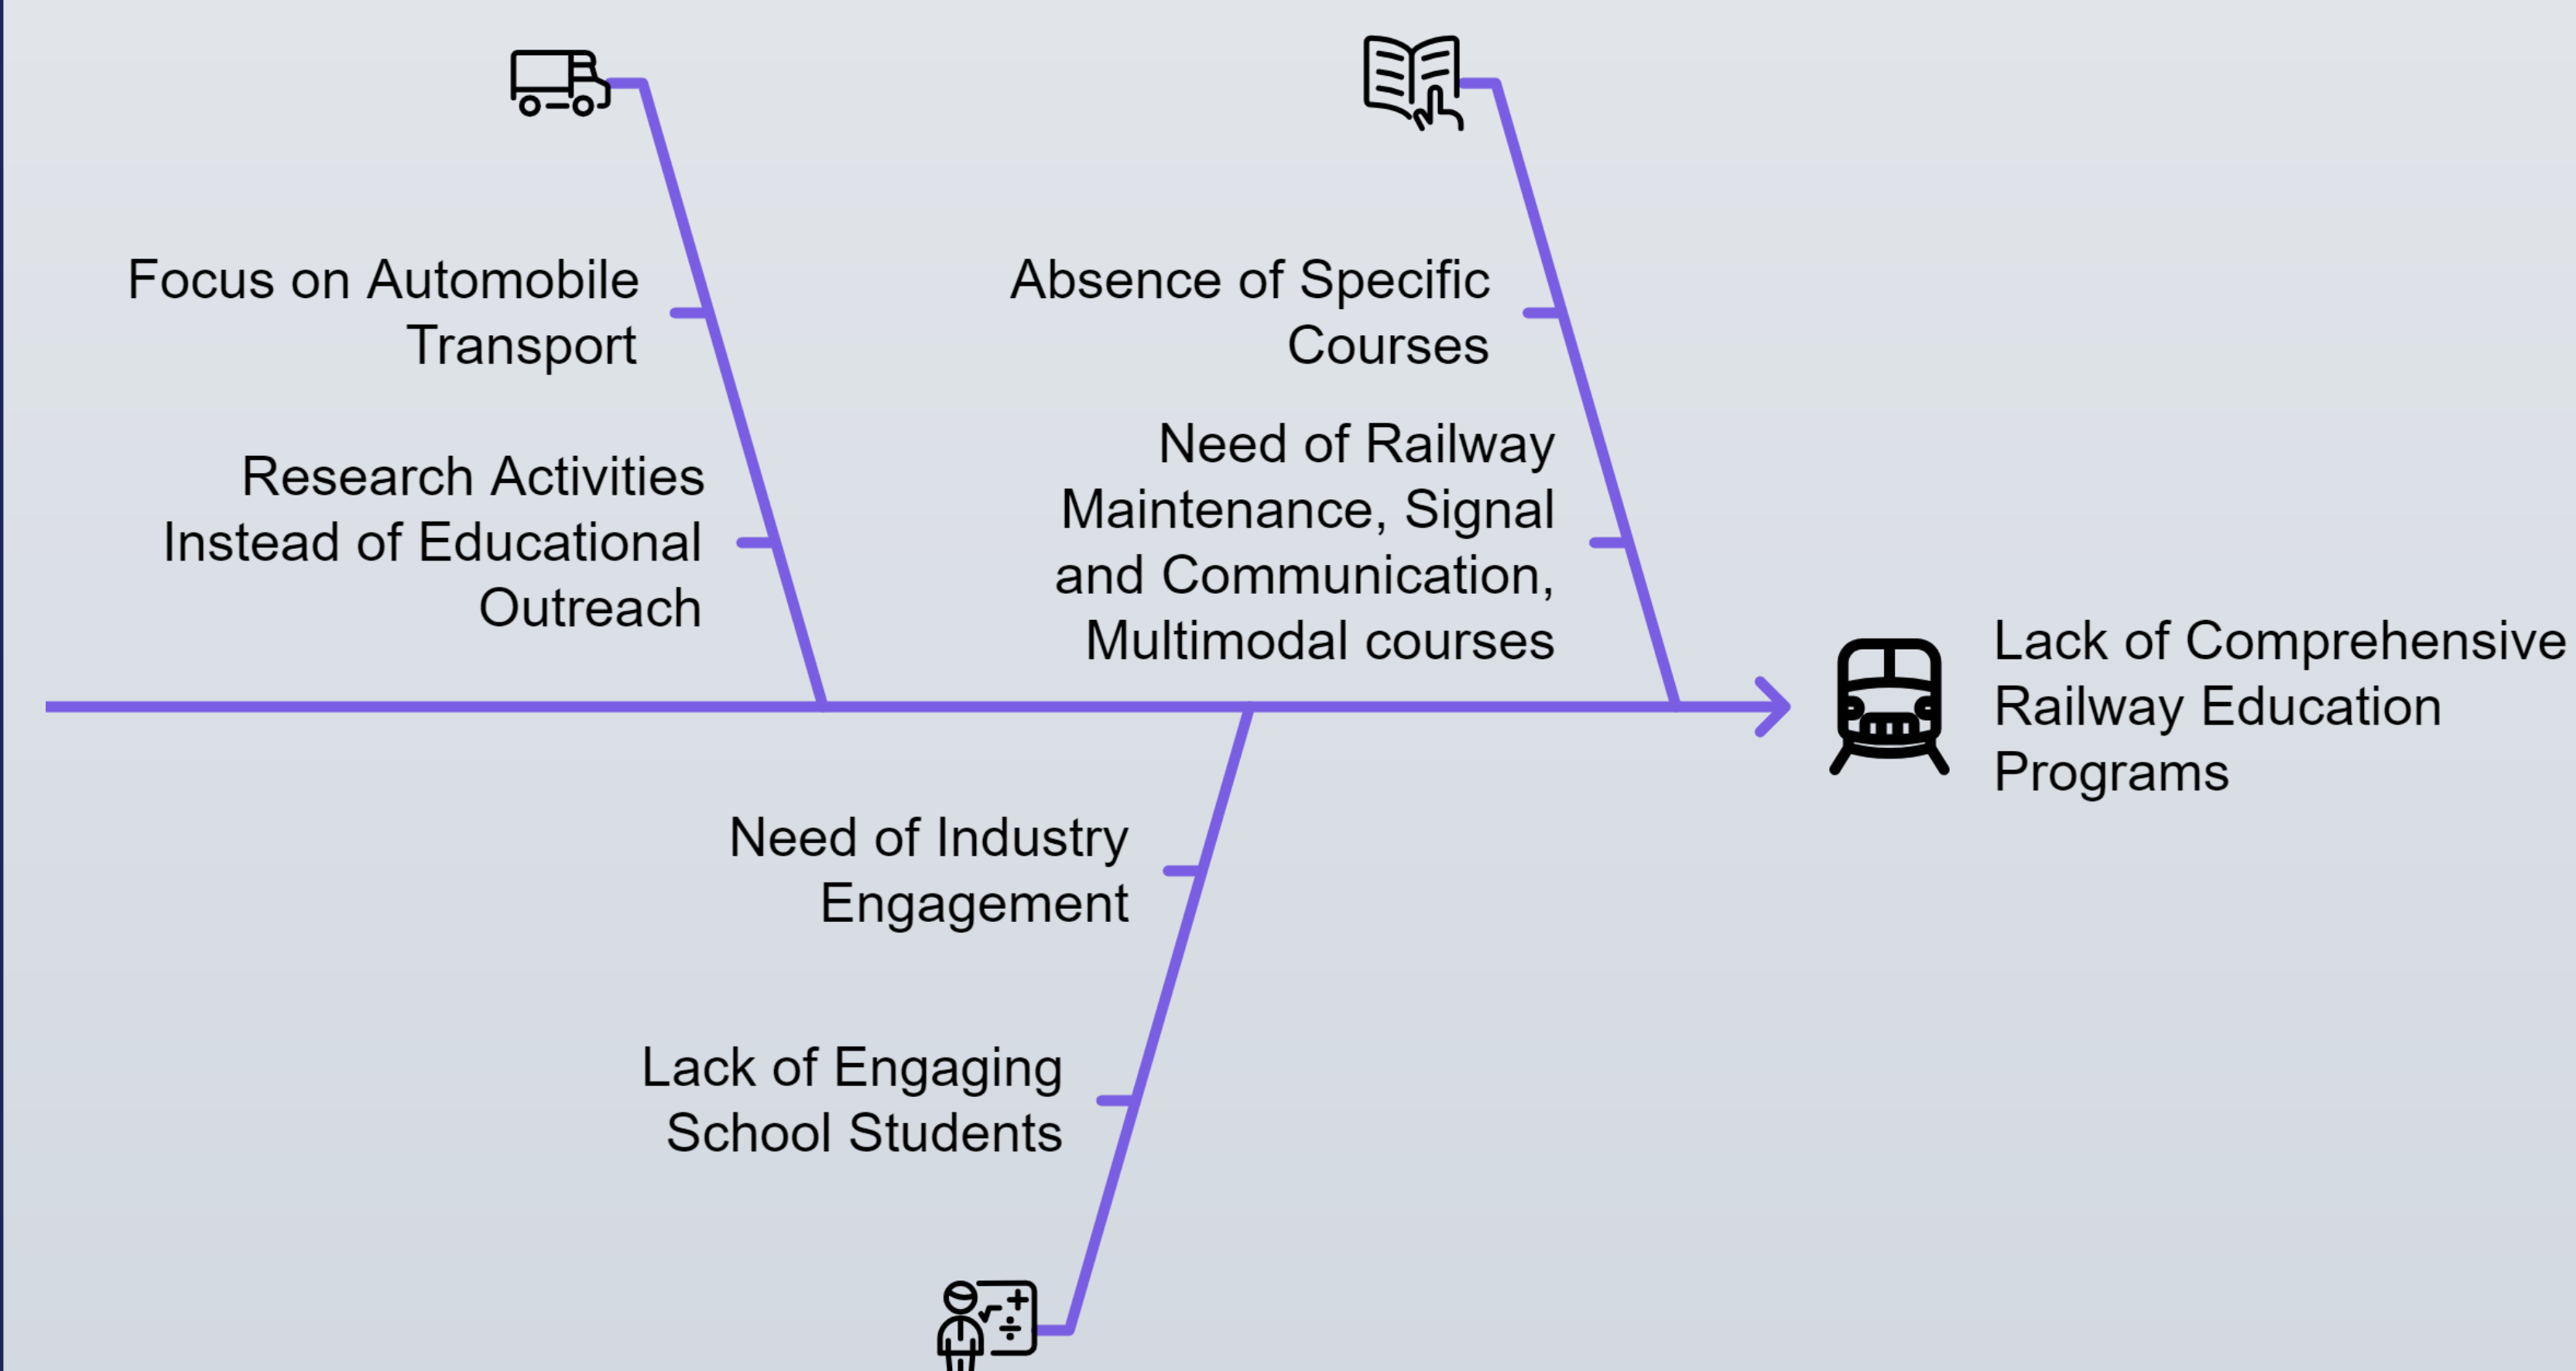 Focus on Automobile
Transport
Research Activities
Instead of Educational
Outreach
Absence of Specific
Courses
Need of Railway
Maintenance, Signal
and Communication,
Multimodal courses
Lack of Comprehensive
Railway Education
Programs
Need of Industry
Engagement
Lack of Engaging
School Students